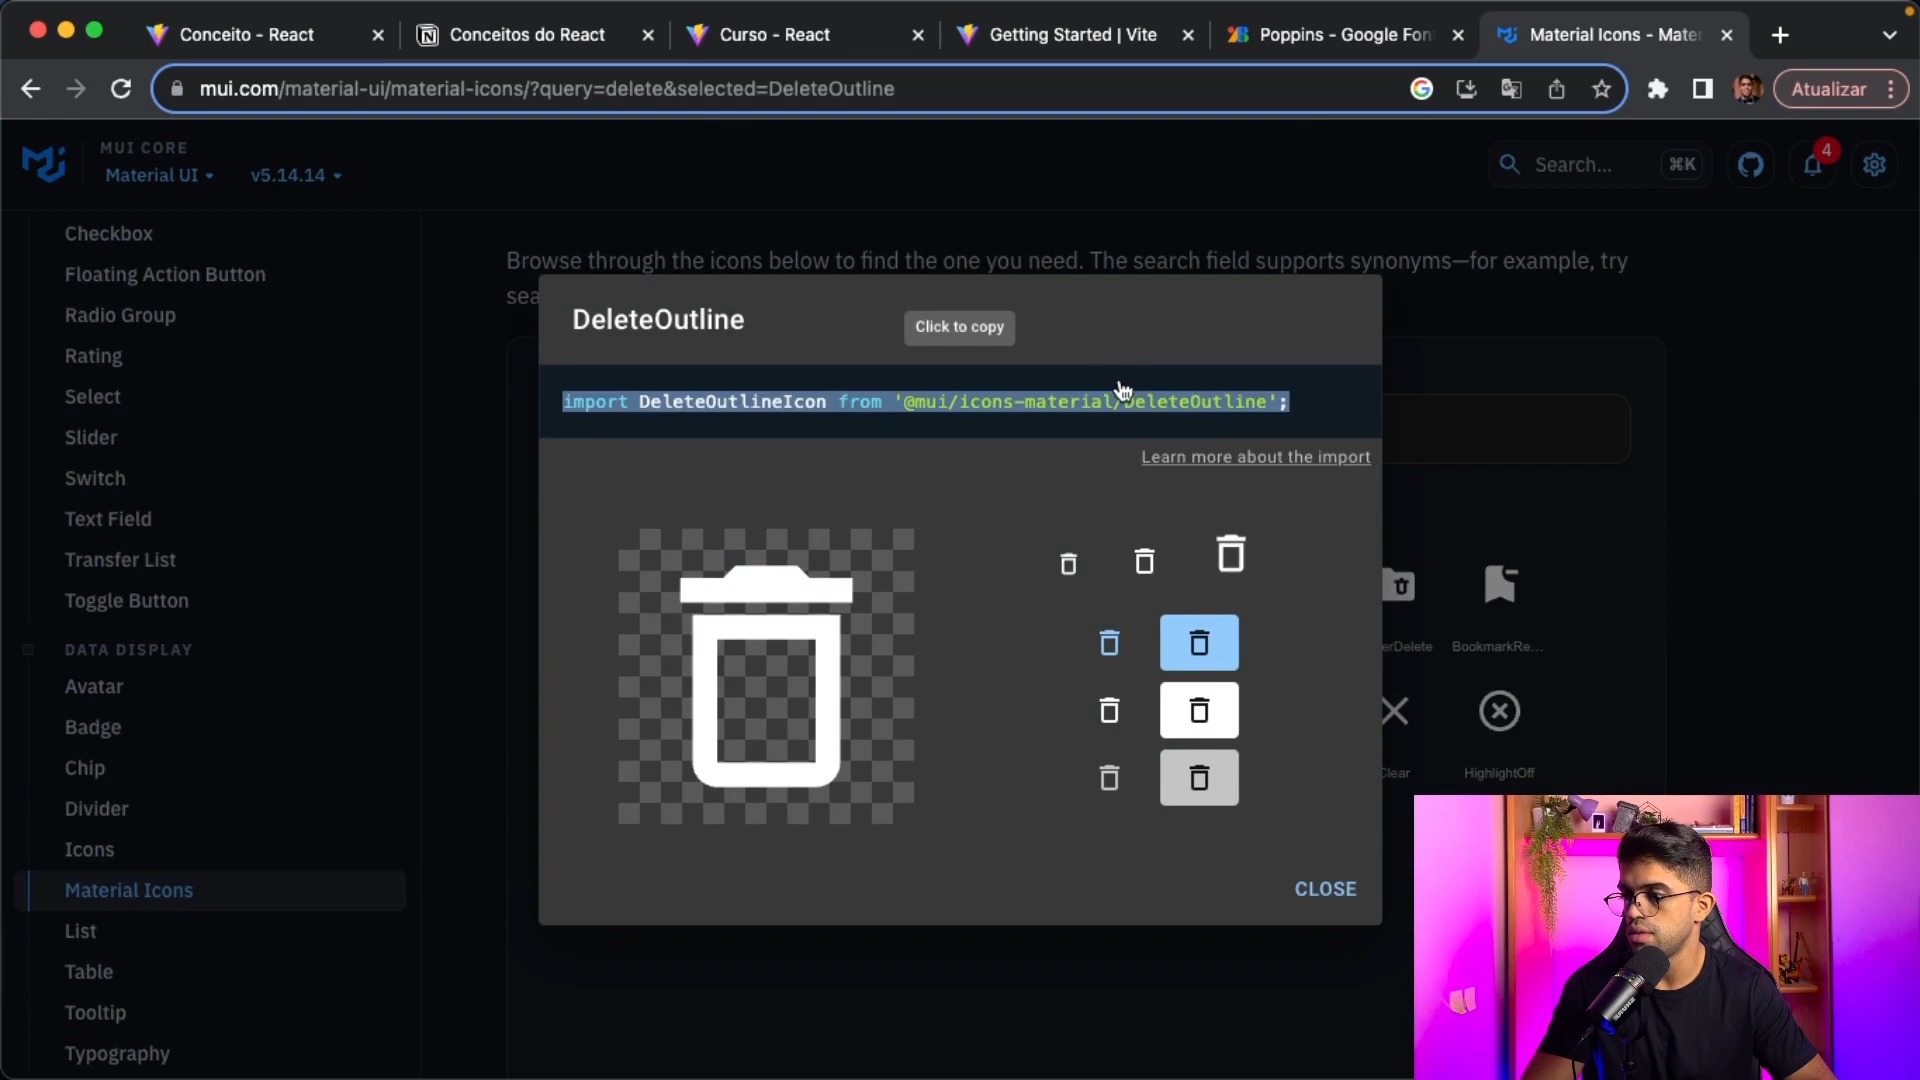 Conceito - React
Conceitos do React
Curso - React
Getting Started | Vite
Poppins - Google Fon
Material Icons - Mater
mui.com/material-ui/material-icons/?query=delete&selected=DeleteOutline
Atualizar
MUI CORE
Material UI
v5.14.14
Search...
⌘K
4
Checkbox
Floating Action Button
Radio Group
Rating
Select
Slider
Switch
Text Field
Transfer List
Toggle Button
DATA DISPLAY
Avatar
Badge
Chip
Divider
Icons
Material Icons
List
Table
Tooltip
Typography
Browse through the icons below to find the one you need. The search field supports synonyms—for example, try
sea
DeleteOutline
Click to copy
import DeleteOutlineIcon from '@mui/icons-material/DeleteOutline';
Learn more about the import
CLOSE
erDelete
BookmarkRe...
Clear
HighlightOff